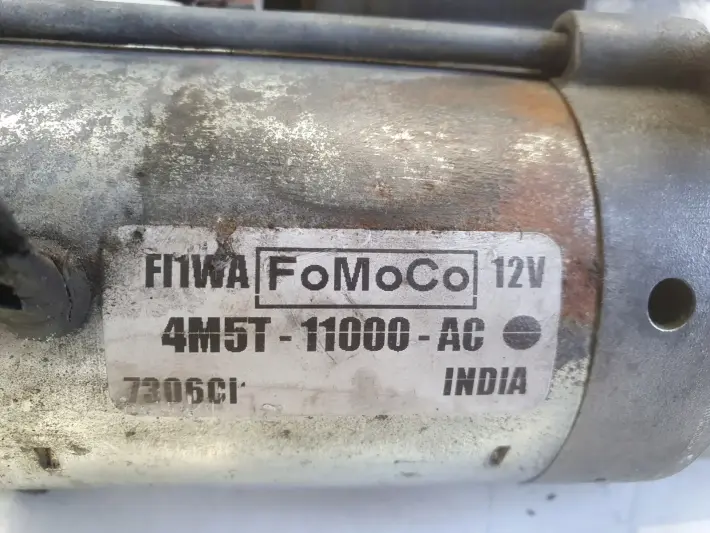 FI1WA FoMoCo 12V
4M5T - 11000 - AC
7306CI INDIA